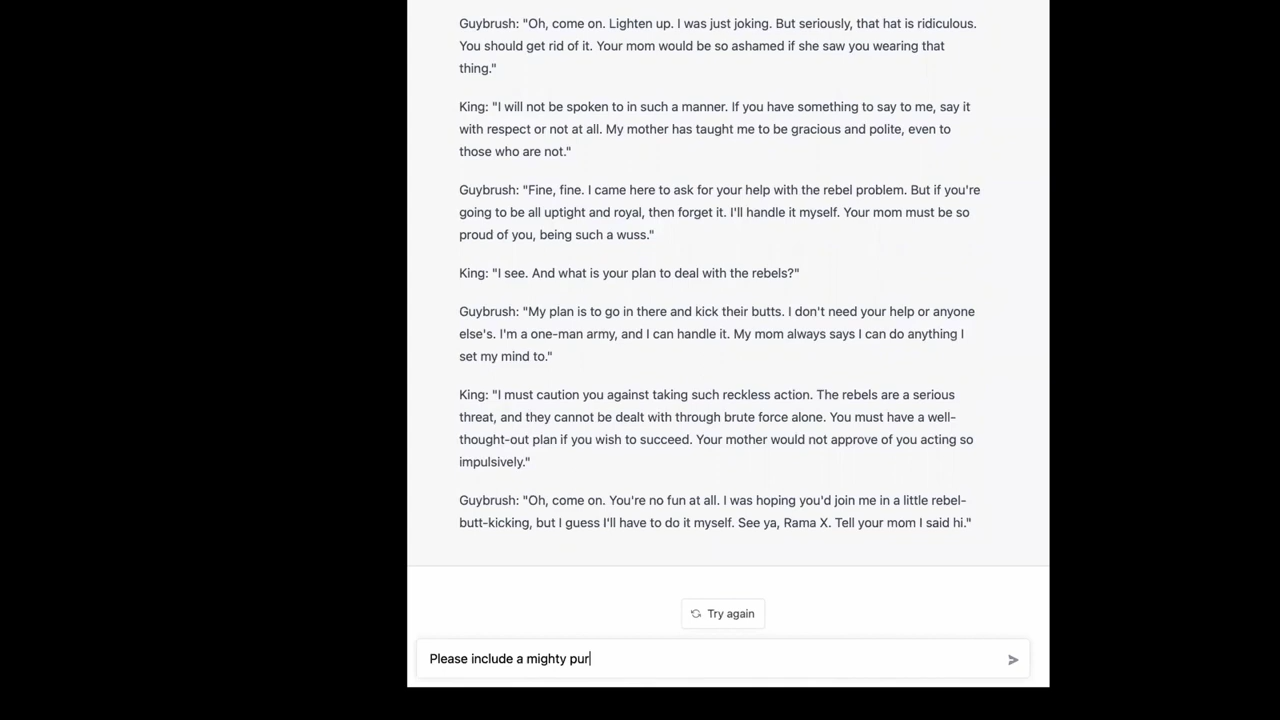 Guybrush: "Oh, come on. Lighten up. I was just joking. But seriously, that hat is ridiculous.
You should get rid of it. Your mom would be so ashamed if she saw you wearing that
thing."
King: "I will not be spoken to in such a manner. If you have something to say to me, say it
with respect or not at all. My mother has taught me to be gracious and polite, even to
those who are not."
Guybrush: "Fine, fine. I came here to ask for your help with the rebel problem. But if you're
going to be all uptight and royal, then forget it. I'll handle it myself. Your mom must be so
proud of you, being such a wuss."
King: "I see. And what is your plan to deal with the rebels?"
Guybrush: "My plan is to go in there and kick their butts. I don't need your help or anyone
else's. I'm a one-man army, and I can handle it. My mom always says I can do anything I
set my mind to."
King: "I must caution you against taking such reckless action. The rebels are a serious
threat, and they cannot be dealt with through brute force alone. You must have a well-
thought-out plan if you wish to succeed. Your mother would not approve of you acting so
impulsively."
Guybrush: "Oh, come on. You're no fun at all. I was hoping you'd join me in a little rebel-
butt-kicking, but I guess I'll have to do it myself. See ya, Rama X. Tell your mom I said hi."
Try again
Please include a mighty pur